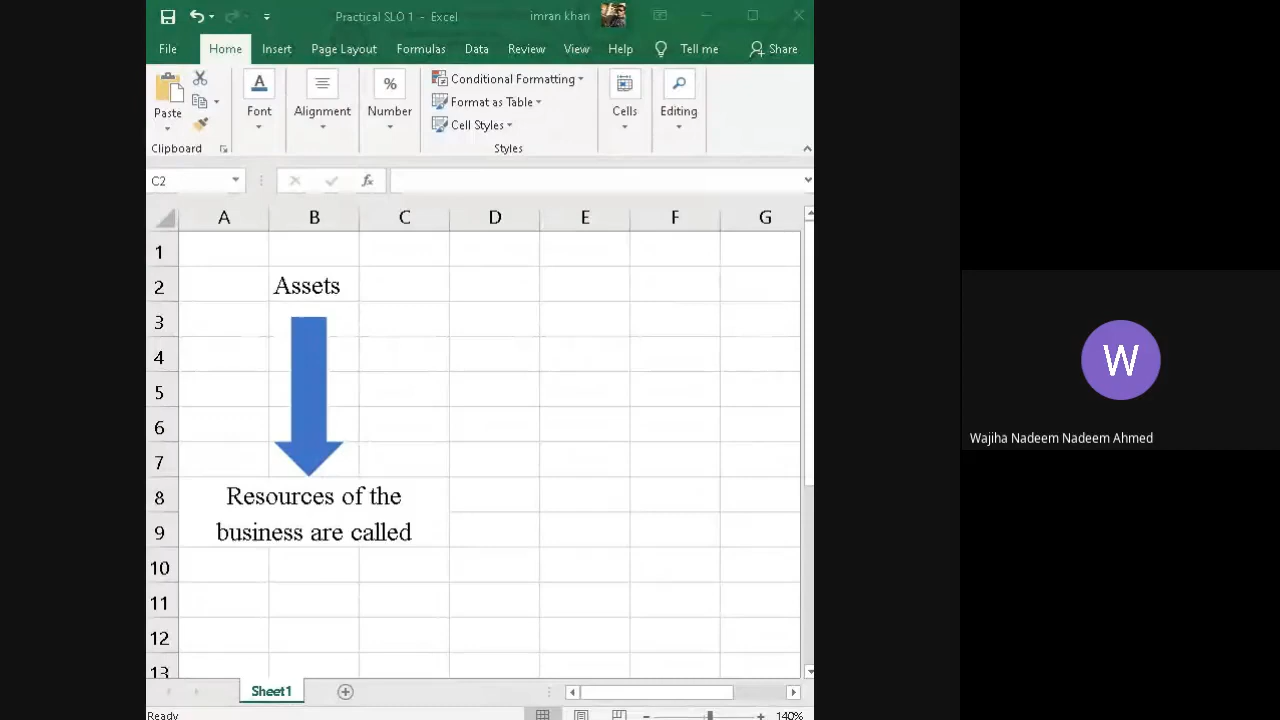 Practical SLO 1 - Excel
imran khan
File Home Insert Page Layout Formulas Data Review View Help Tell me Share
Paste
Font
Alignment
Number
%
Conditional Formatting
Format as Table
Cell Styles
Cells
Editing
Clipboard
Styles
C2
fx
A B C D E F G
1
2 Assets
3
4
5
6
7
8 Resources of the
9 business are called
10
11
12
13
Sheet1
Ready
140%
W
Wajiha Nadeem Nadeem Ahmed